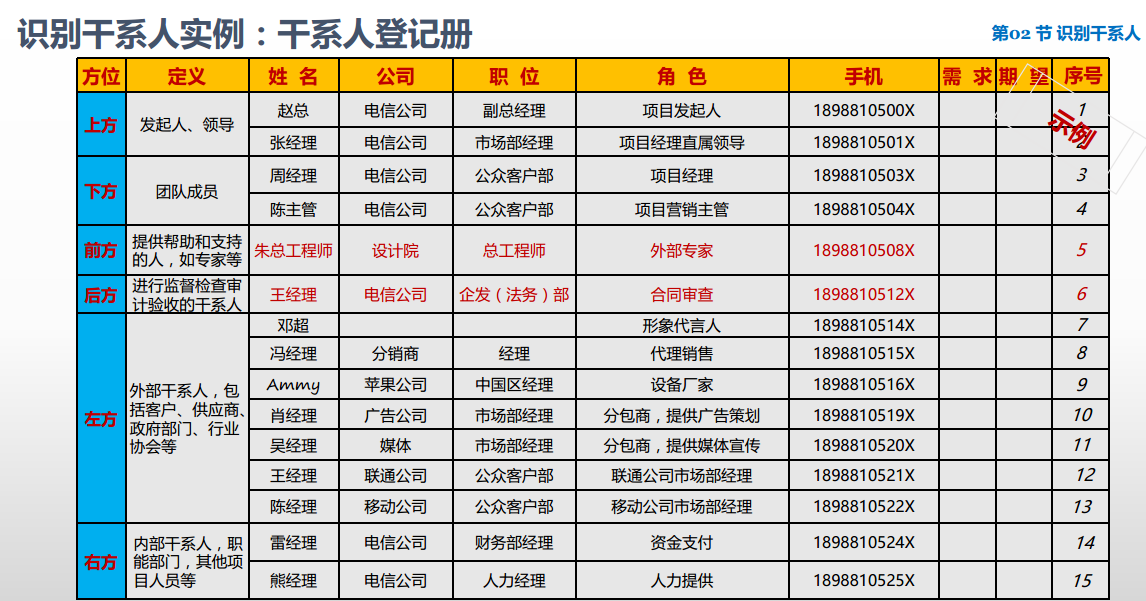 识别干系人实例：干系人登记册
第02 节 识别干系人
方位 定义 姓 名 公司 职 位 角 色 手机 需 求 期 望 序号
上方 发起人、领导 赵总 电信公司 副总经理 项目发起人 1898810500X 1
张经理 电信公司 市场部经理 项目经理直属领导 1898810501X 2
示例
下方 团队成员 周经理 电信公司 公众客户部 项目经理 1898810503X 3
陈主管 电信公司 公众客户部 项目营销主管 1898810504X 4
前方 提供帮助和支持
的人，如专家等 朱总工程师 设计院 总工程师 外部专家 1898810508X 5
后方 进行监督检查审
计验收的干系人 王经理 电信公司 企发（法务）部 合同审查 1898810512X 6
左方 外部干系人，包
括客户、供应商、
政府部门、行业
协会等 邓超 形象代言人 1898810514X 7
冯经理 分销商 经理 代理销售 1898810515X 8
Ammy 苹果公司 中国区经理 设备厂家 1898810516X 9
肖经理 广告公司 市场部经理 分包商，提供广告策划 1898810519X 10
吴经理 媒体 市场部经理 分包商，提供媒体宣传 1898810520X 11
王经理 联通公司 公众客户部 联通公司市场部经理 1898810521X 12
陈经理 移动公司 公众客户部 移动公司市场部经理 1898810522X 13
右方 内部干系人，职
能部门，其他项
目人员等 雷经理 电信公司 财务部经理 资金支付 1898810524X 14
熊经理 电信公司 人力经理 人力提供 1898810525X 15